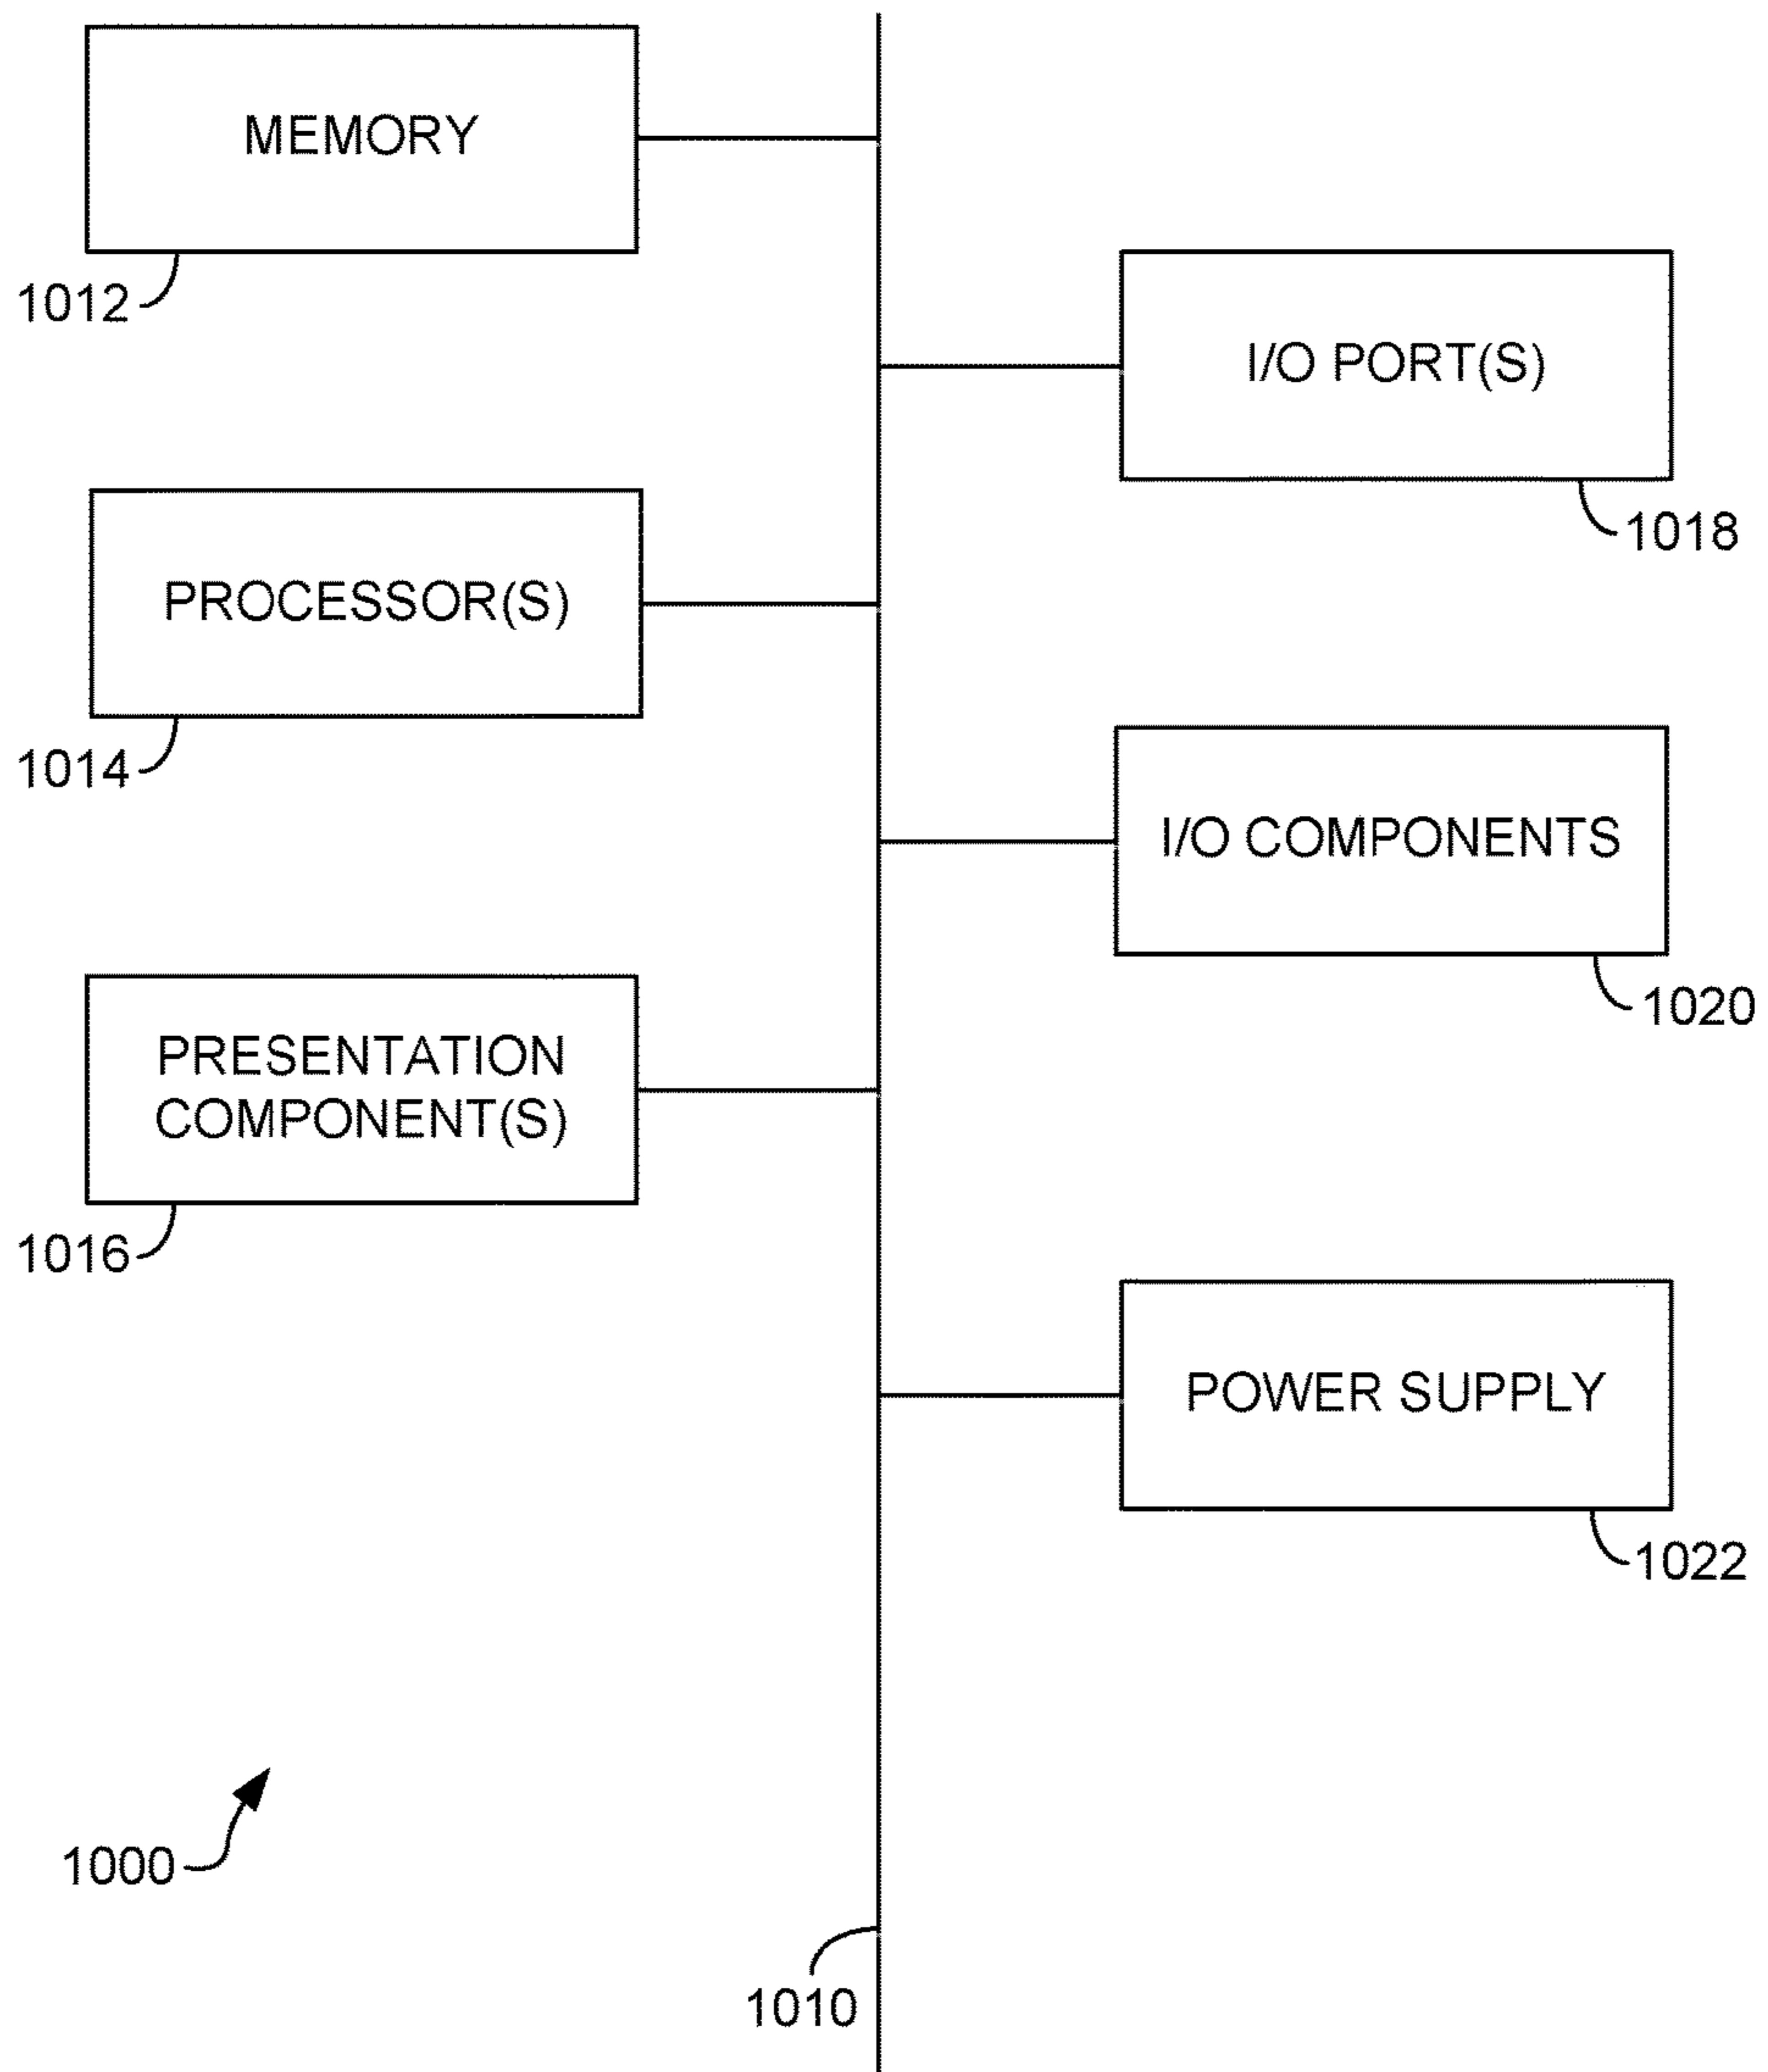 MEMORY
1012
I/O PORT(S)
1018
PROCESSOR(S)
1014
I/O COMPONENTS
1020
PRESENTATION
COMPONENT(S)
1016
POWER SUPPLY
1022
1000
1010